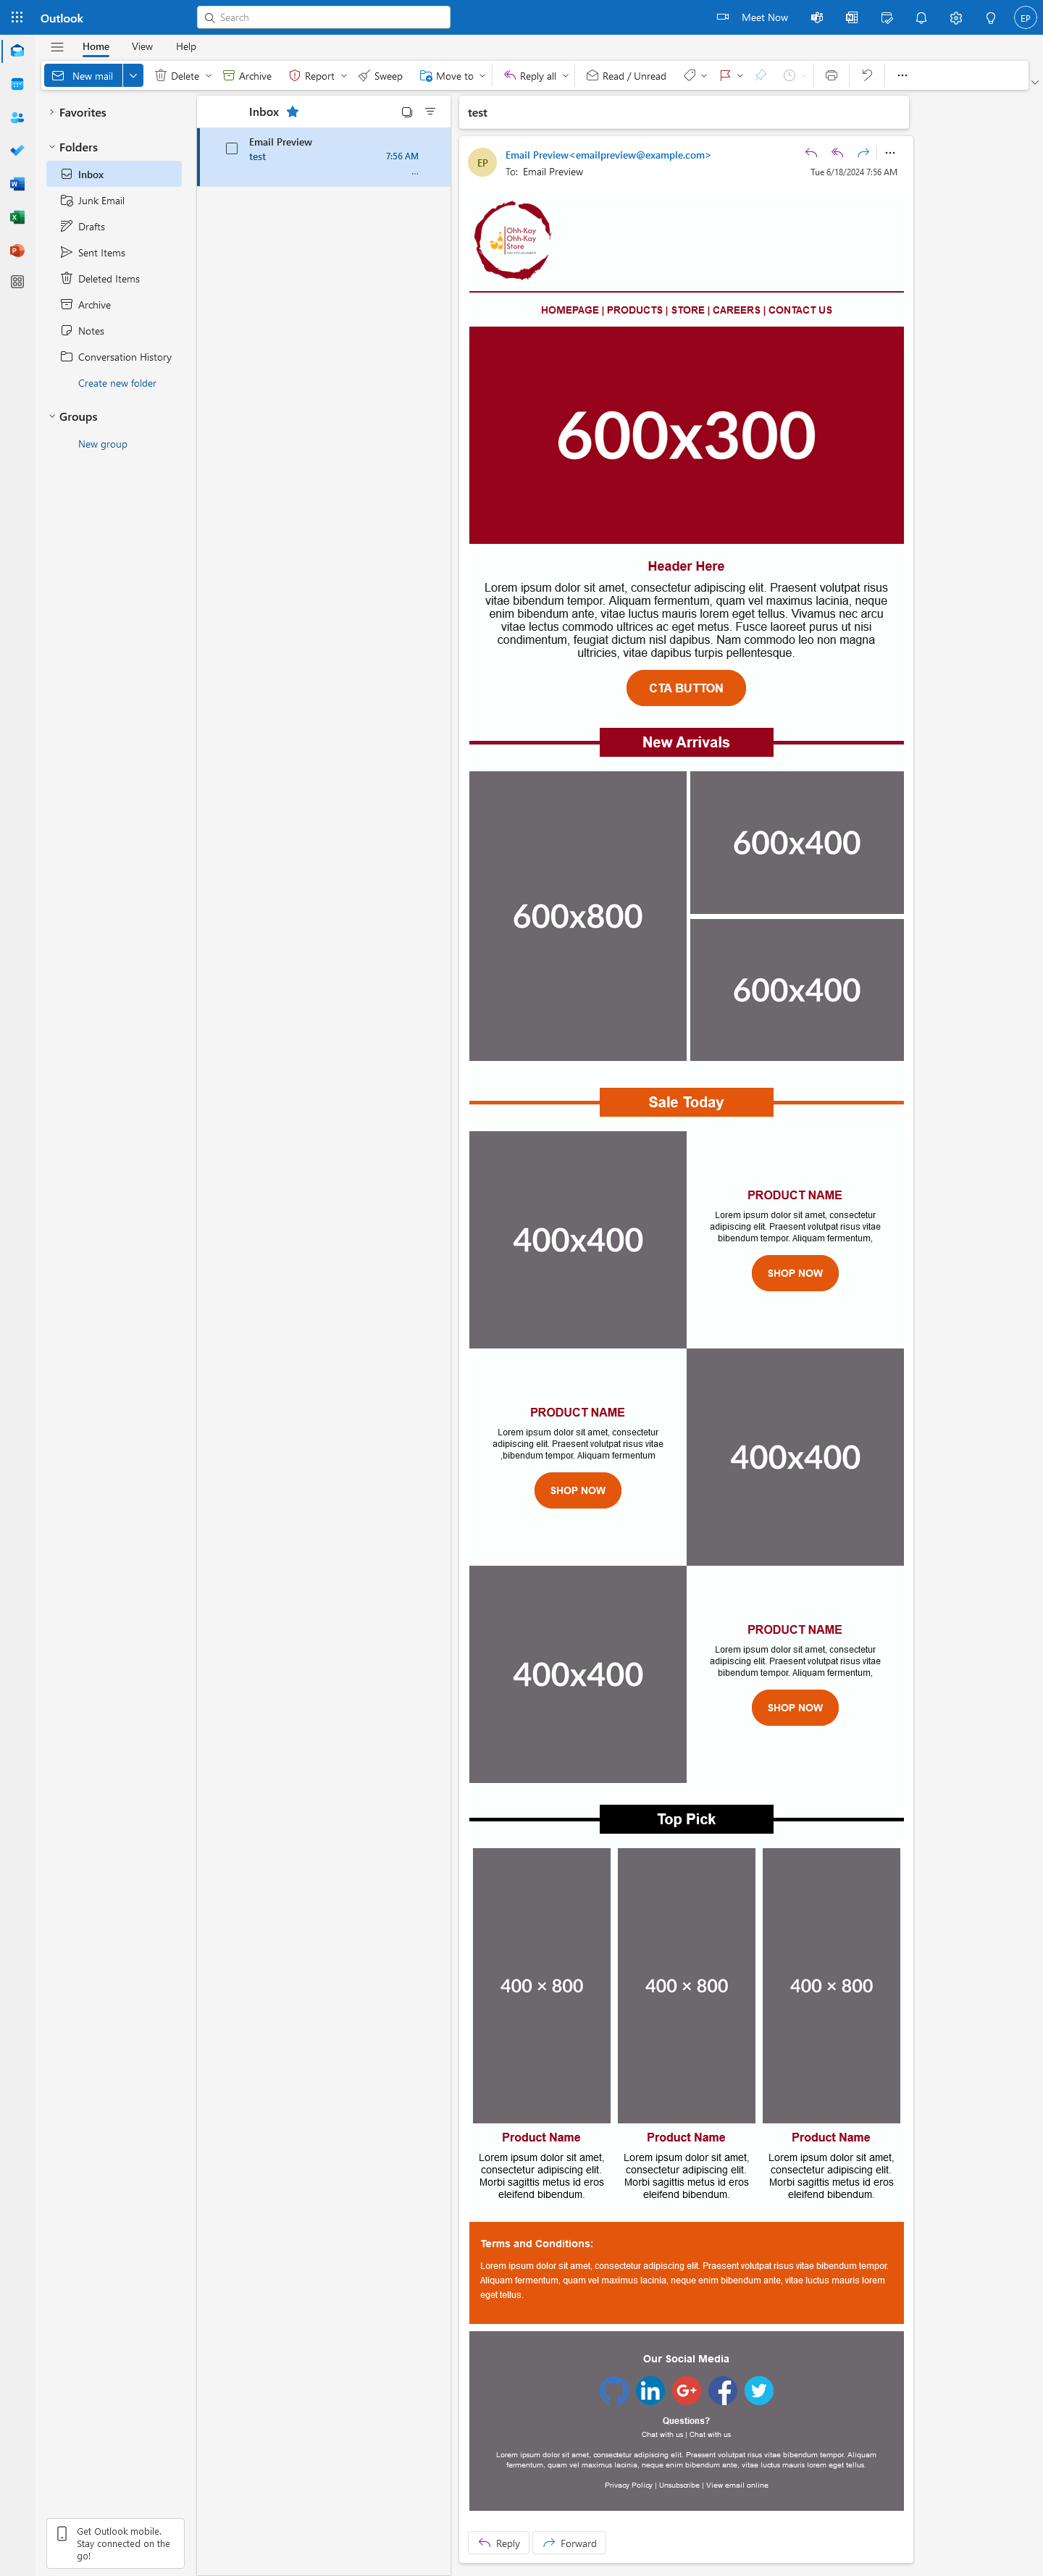 Outlook
Search
Meet Now
EP
Home
View
Help
New mail
Delete
Archive
Report
Sweep
Move to
Reply all
Read / Unread
Favorites
Folders
Inbox
Junk Email
Drafts
Sent Items
Deleted Items
Archive
Notes
Conversation History
Create new folder
Groups
New group
Get Outlook mobile.
Stay connected on the
go!
Inbox
Email Preview
test
7:56 AM
...
test
EP
Email Preview<emailpreview@example.com>
To: Email Preview
Tue 6/18/2024 7:56 AM
Ohh-Kay
Ohh-Kay
Store
HOMEPAGE | PRODUCTS | STORE | CAREERS | CONTACT US
600x300
Header Here
Lorem ipsum dolor sit amet, consectetur adipiscing elit. Praesent volutpat risus
vitae bibendum tempor. Aliquam fermentum, quam vel maximus lacinia, neque
enim bibendum ante, vitae luctus mauris lorem eget tellus. Vivamus nec arcu
vitae lectus commodo ultrices ac eget metus. Fusce laoreet purus ut nisi
condimentum, feugiat dictum nisl dapibus. Nam commodo leo non magna
ultricies, vitae dapibus turpis pellentesque.
CTA BUTTON
New Arrivals
600x800
600x400
600x400
Sale Today
400x400
PRODUCT NAME
Lorem ipsum dolor sit amet, consectetur
adipiscing elit. Praesent volutpat risus vitae
bibendum tempor. Aliquam fermentum,
SHOP NOW
PRODUCT NAME
Lorem ipsum dolor sit amet, consectetur
adipiscing elit. Praesent volutpat risus vitae
,bibendum tempor. Aliquam fermentum
SHOP NOW
400x400
400x400
PRODUCT NAME
Lorem ipsum dolor sit amet, consectetur
adipiscing elit. Praesent volutpat risus vitae
bibendum tempor. Aliquam fermentum,
SHOP NOW
Top Pick
400 × 800
400 × 800
400 × 800
Product Name
Lorem ipsum dolor sit amet,
consectetur adipiscing elit.
Morbi sagittis metus id eros
eleifend bibendum.
Product Name
Lorem ipsum dolor sit amet,
consectetur adipiscing elit.
Morbi sagittis metus id eros
eleifend bibendum.
Product Name
Lorem ipsum dolor sit amet,
consectetur adipiscing elit.
Morbi sagittis metus id eros
eleifend bibendum.
Terms and Conditions:
Lorem ipsum dolor sit amet, consectetur adipiscing elit. Praesent volutpat risus vitae bibendum tempor.
Aliquam fermentum, quam vel maximus lacinia, neque enim bibendum ante, vitae luctus mauris lorem
eget tellus.
Our Social Media
Questions?
Chat with us | Chat with us
Lorem ipsum dolor sit amet, consectetur adipiscing elit. Praesent volutpat risus vitae bibendum tempor. Aliquam
fermentum, quam vel maximus lacinia, neque enim bibendum ante, vitae luctus mauris lorem eget tellus.
Privacy Policy | Unsubscribe | View email online
Reply
Forward